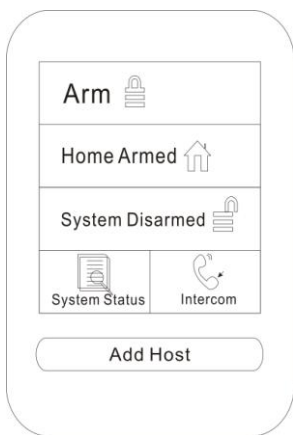 Arm
Home Armed
System Disarmed
System Status
Intercom
Add Host